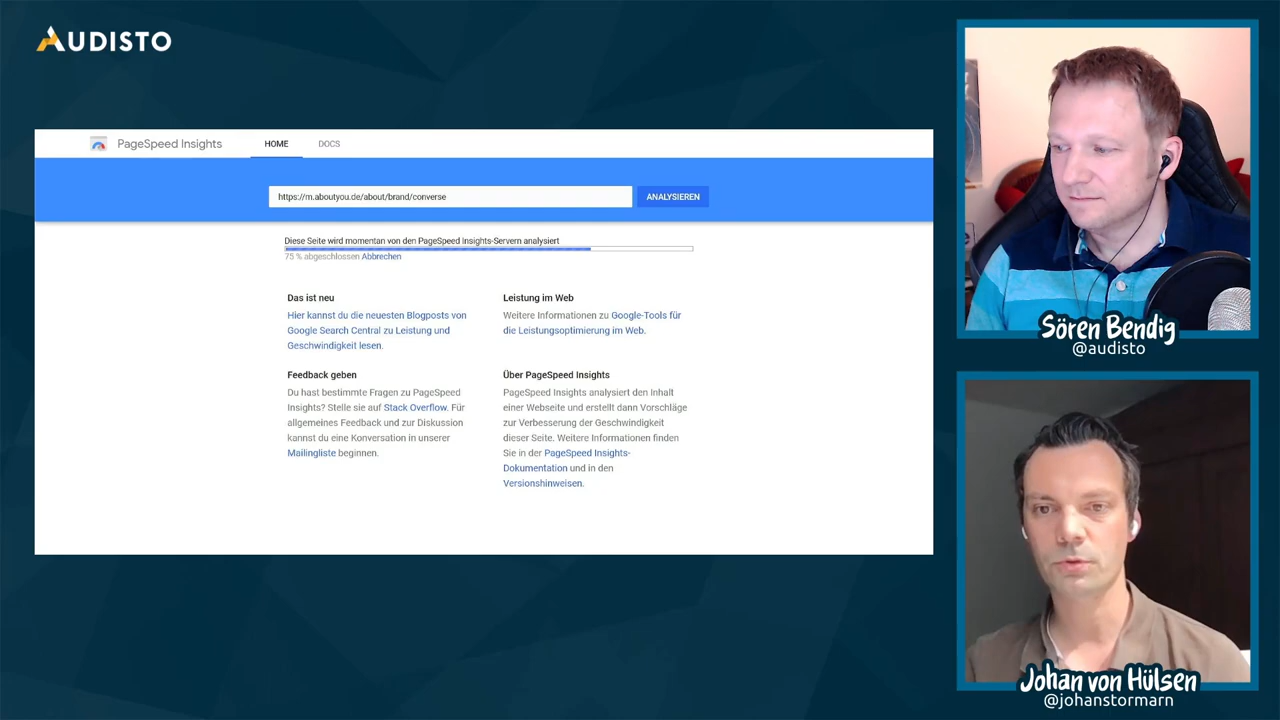 AUDISTO
PageSpeed Insights
HOME
DOCS
https://m.aboutyou.de/about/brand/converse
ANALYSIEREN
Diese Seite wird momentan von den PageSpeed Insights-Servern analysiert
75 % abgeschlossen Abbrechen
Das ist neu
Hier kannst du die neuesten Blogposts von
Google Search Central zu Leistung und
Geschwindigkeit lesen.
Leistung im Web
Weitere Informationen zu Google-Tools für
die Leistungsoptimierung im Web.
Feedback geben
Du hast bestimmte Fragen zu PageSpeed
Insights? Stelle sie auf Stack Overflow. Für
allgemeines Feedback und zur Diskussion
kannst du eine Konversation in unserer
Mailingliste beginnen.
Über PageSpeed Insights
PageSpeed Insights analysiert den Inhalt
einer Webseite und erstellt dann Vorschläge
zur Verbesserung der Geschwindigkeit
dieser Seite. Weitere Informationen finden
Sie in der PageSpeed Insights-
Dokumentation und in den
Versionshinweisen.
Sören Bendig
@audisto
Johan von Hülsen
@johanstormarn